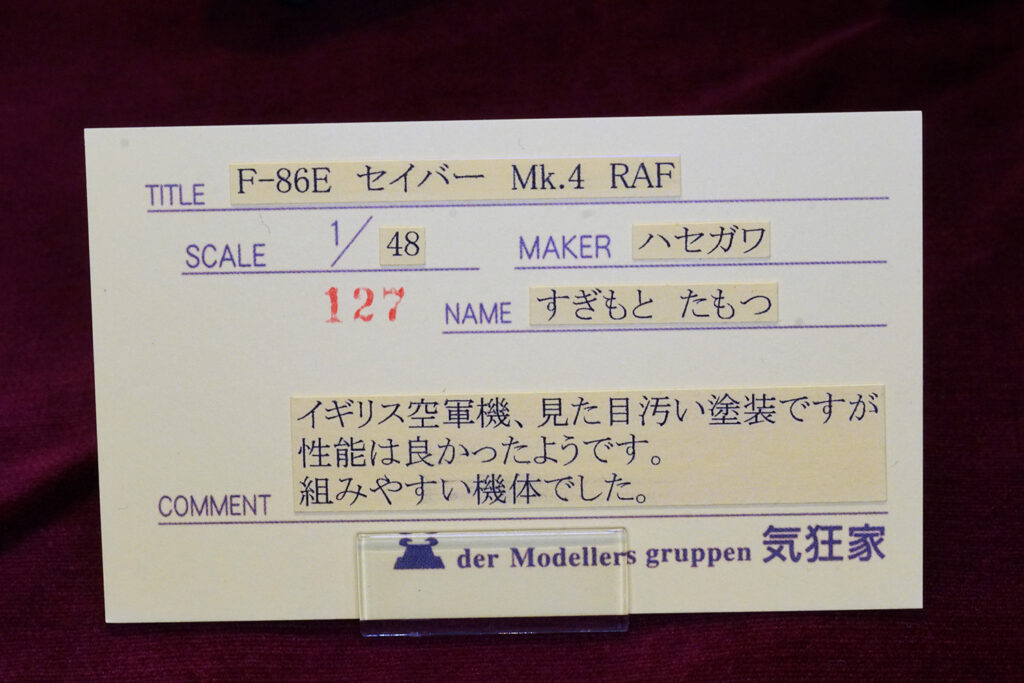 TITLE F-86E セイバー Mk.4 RAF
SCALE 1/48 MAKER ハセガワ
127 NAME すぎもと たもつ
イギリス空軍機、見た目汚い塗装ですが
性能は良かったようです。
COMMENT 組みやすい機体でした。
der Modellers gruppen 気狂家